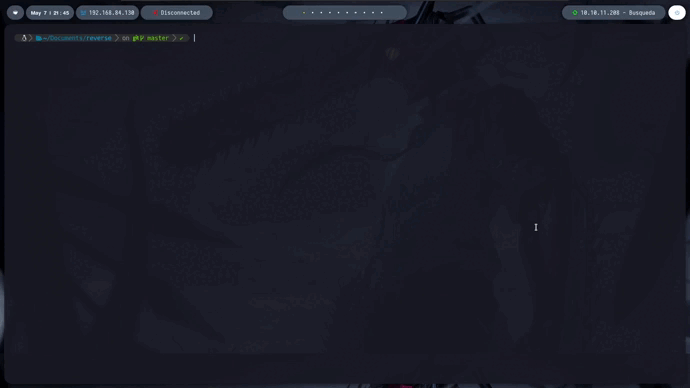 May 7 | 21:45
192.168.84.130
Disconnected
10.10.11.208 - Busqueda
~/Documents/reverse
on
master